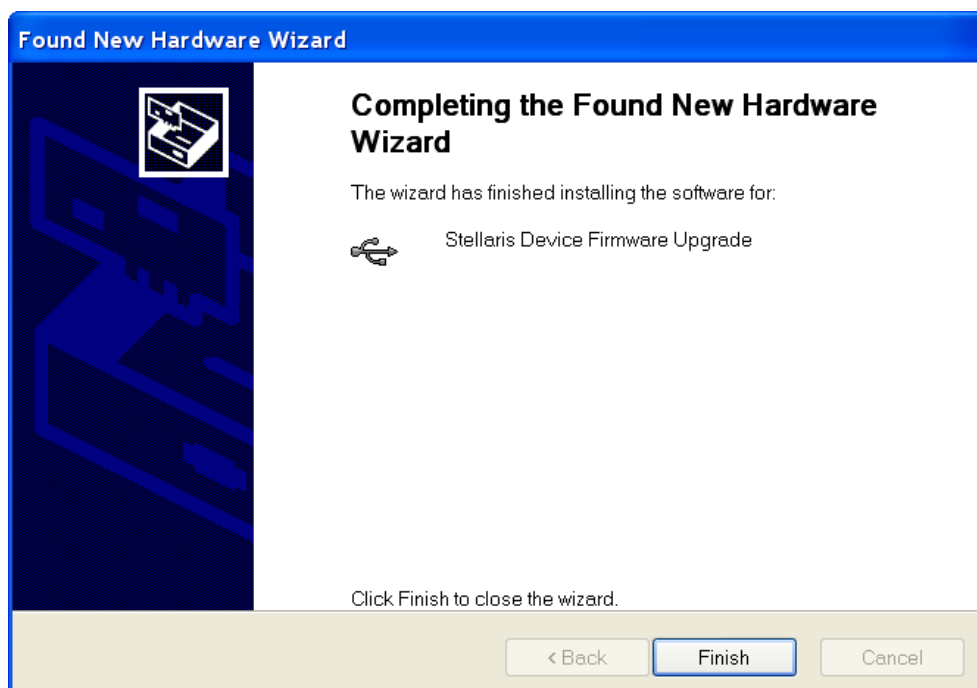 Found New Hardware Wizard
Completing the Found New Hardware
Wizard
The wizard has finished installing the software for:
Stellaris Device Firmware Upgrade
Click Finish to close the wizard.
< Back Finish Cancel